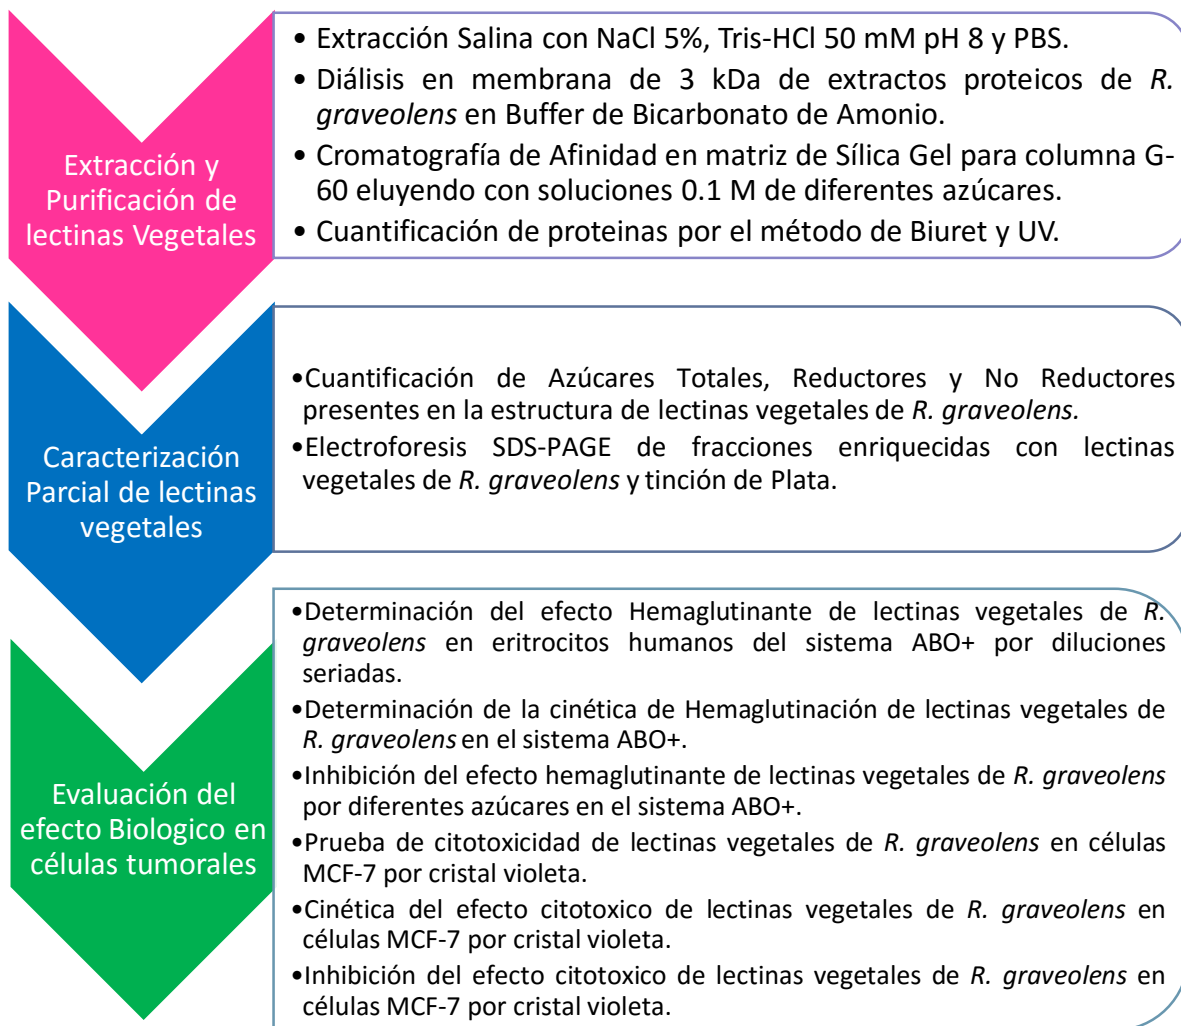 Extracción y
Purificación de
lectinas Vegetales
• Extracción Salina con NaCl 5%, Tris-HCl 50 mM pH 8 y PBS.
• Diálisis en membrana de 3 kDa de extractos proteicos de R.
graveolens en Buffer de Bicarbonato de Amonio.
• Cromatografía de Afinidad en matriz de Sílica Gel para columna G-
60 eluyendo con soluciones 0.1 M de diferentes azúcares.
• Cuantificación de proteinas por el método de Biuret y UV.
Caracterización
Parcial de lectinas
vegetales
•Cuantificación de Azúcares Totales, Reductores y No Reductores
presentes en la estructura de lectinas vegetales de R. graveolens.
•Electroforesis SDS-PAGE de fracciones enriquecidas con lectinas
vegetales de R. graveolens y tinción de Plata.
Evaluación del
efecto Biologico en
células tumorales
•Determinación del efecto Hemaglutinante de lectinas vegetales de R.
graveolens en eritrocitos humanos del sistema ABO+ por diluciones
seriadas.
•Determinación de la cinética de Hemaglutinación de lectinas vegetales de
R. graveolens en el sistema ABO+.
•Inhibición del efecto hemaglutinante de lectinas vegetales de R. graveolens
por diferentes azúcares en el sistema ABO+.
•Prueba de citotoxicidad de lectinas vegetales de R. graveolens en células
MCF-7 por cristal violeta.
•Cinética del efecto citotoxico de lectinas vegetales de R. graveolens en
células MCF-7 por cristal violeta.
•Inhibición del efecto citotoxico de lectinas vegetales de R. graveolens en
células MCF-7 por cristal violeta.